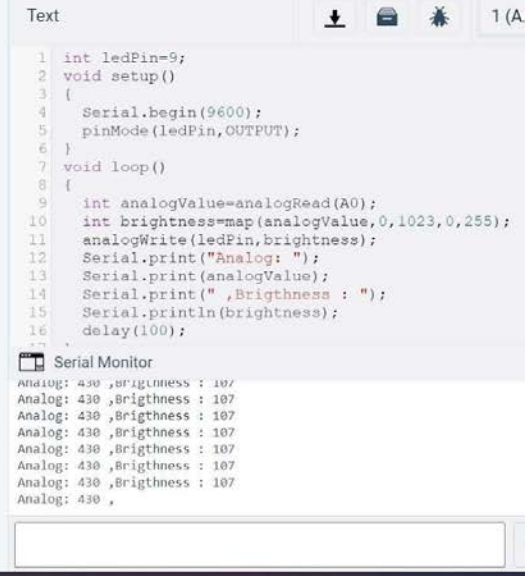 Text
1 (A
1 int ledPin=9;
2 void setup()
3 {
4 Serial.begin(9600);
5 pinMode(ledPin,OUTPUT);
6 }
7 void loop()
8 {
9 int analogValue=analogRead(A0);
10 int brightness=map(analogValue,0,1023,0,255);
11 analogWrite(ledPin,brightness);
12 Serial.print("Analog: ");
13 Serial.print(analogValue);
14 Serial.print(" ,Brigthness : ");
15 Serial.println(brightness);
16 delay(100);
Serial Monitor
Analog: 430 ,Brigthness : 107
Analog: 430 ,Brigthness : 107
Analog: 430 ,Brigthness : 107
Analog: 430 ,Brigthness : 107
Analog: 430 ,Brigthness : 107
Analog: 430 ,Brigthness : 107
Analog: 430 ,Brigthness : 107
Analog: 430 ,